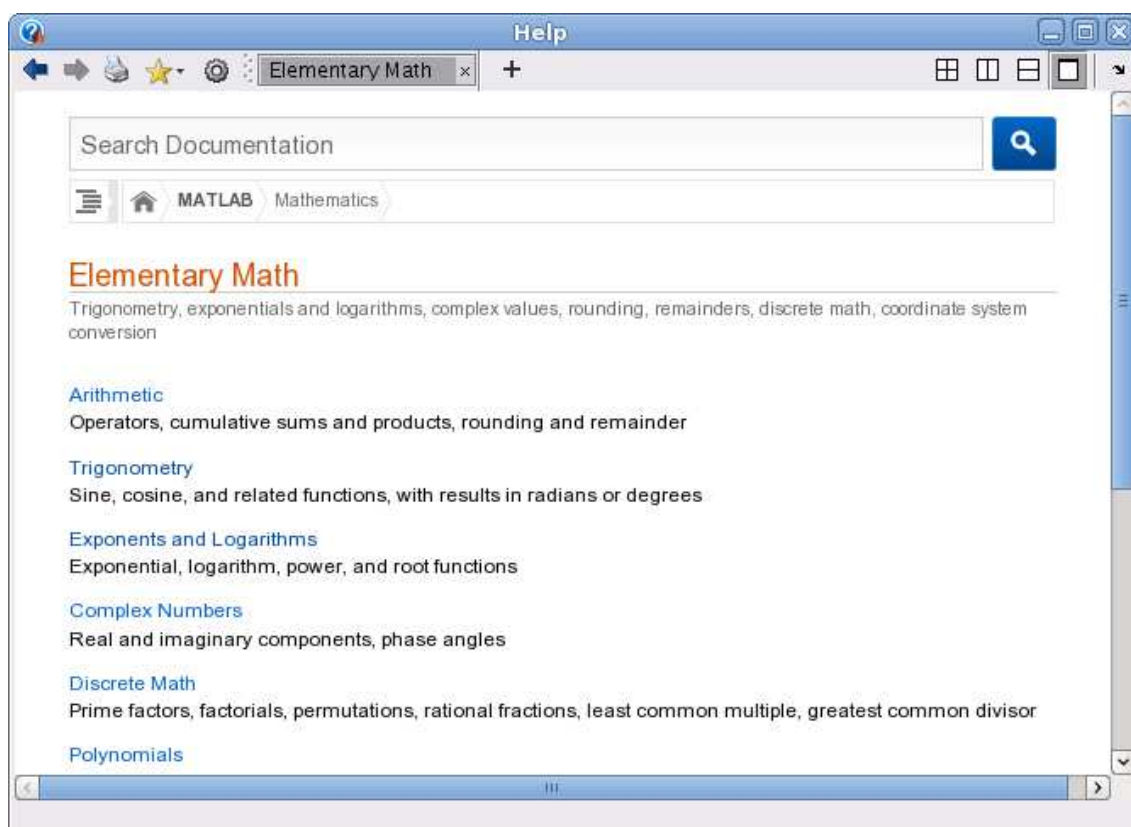 Help
Elementary Math
Search Documentation
MATLAB Mathematics
Elementary Math
Trigonometry, exponentials and logarithms, complex values, rounding, remainders, discrete math, coordinate system
conversion
Arithmetic
Operators, cumulative sums and products, rounding and remainder
Trigonometry
Sine, cosine, and related functions, with results in radians or degrees
Exponents and Logarithms
Exponential, logarithm, power, and root functions
Complex Numbers
Real and imaginary components, phase angles
Discrete Math
Prime factors, factorials, permutations, rational fractions, least common multiple, greatest common divisor
Polynomials